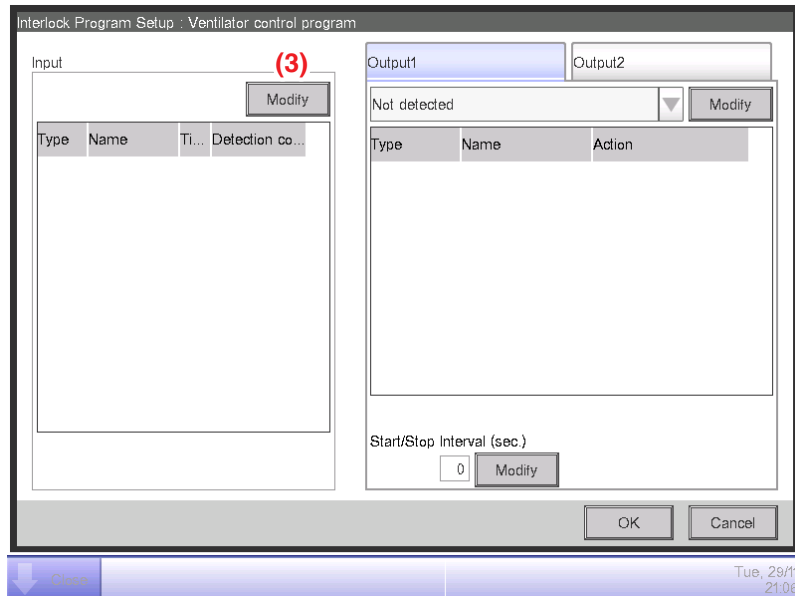 Interlock Program Setup : Ventilator control program
Input
(3)
Modify
Type Name Ti... Detection co...
Output1
Output2
Not detected
Modify
Type Name Action
Start/Stop Interval (sec.)
0 Modify
OK Cancel
Close
Tue, 29/1
21:06